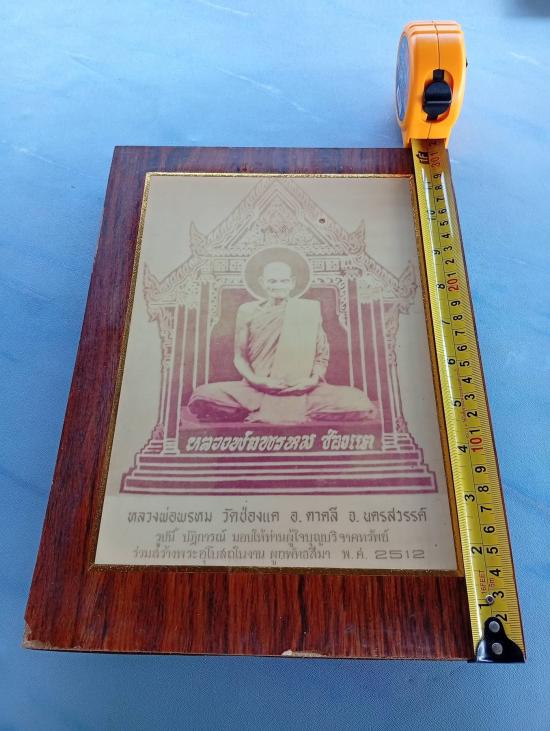 หลวงพ่อพรหม ช่องแค
หลวงพ่อพรหม วัดช่องแค อ. ตาคลี จ. นครสวรรค์
รูปนี้ ปฏิการณ์ มอบให้ท่านผู้ใจบุญบริจาคทรัพย์
ร่วมสร้างพระอุโบสถในงาน ผูกพัทธสีมา พ.ศ. 2512
6FEET